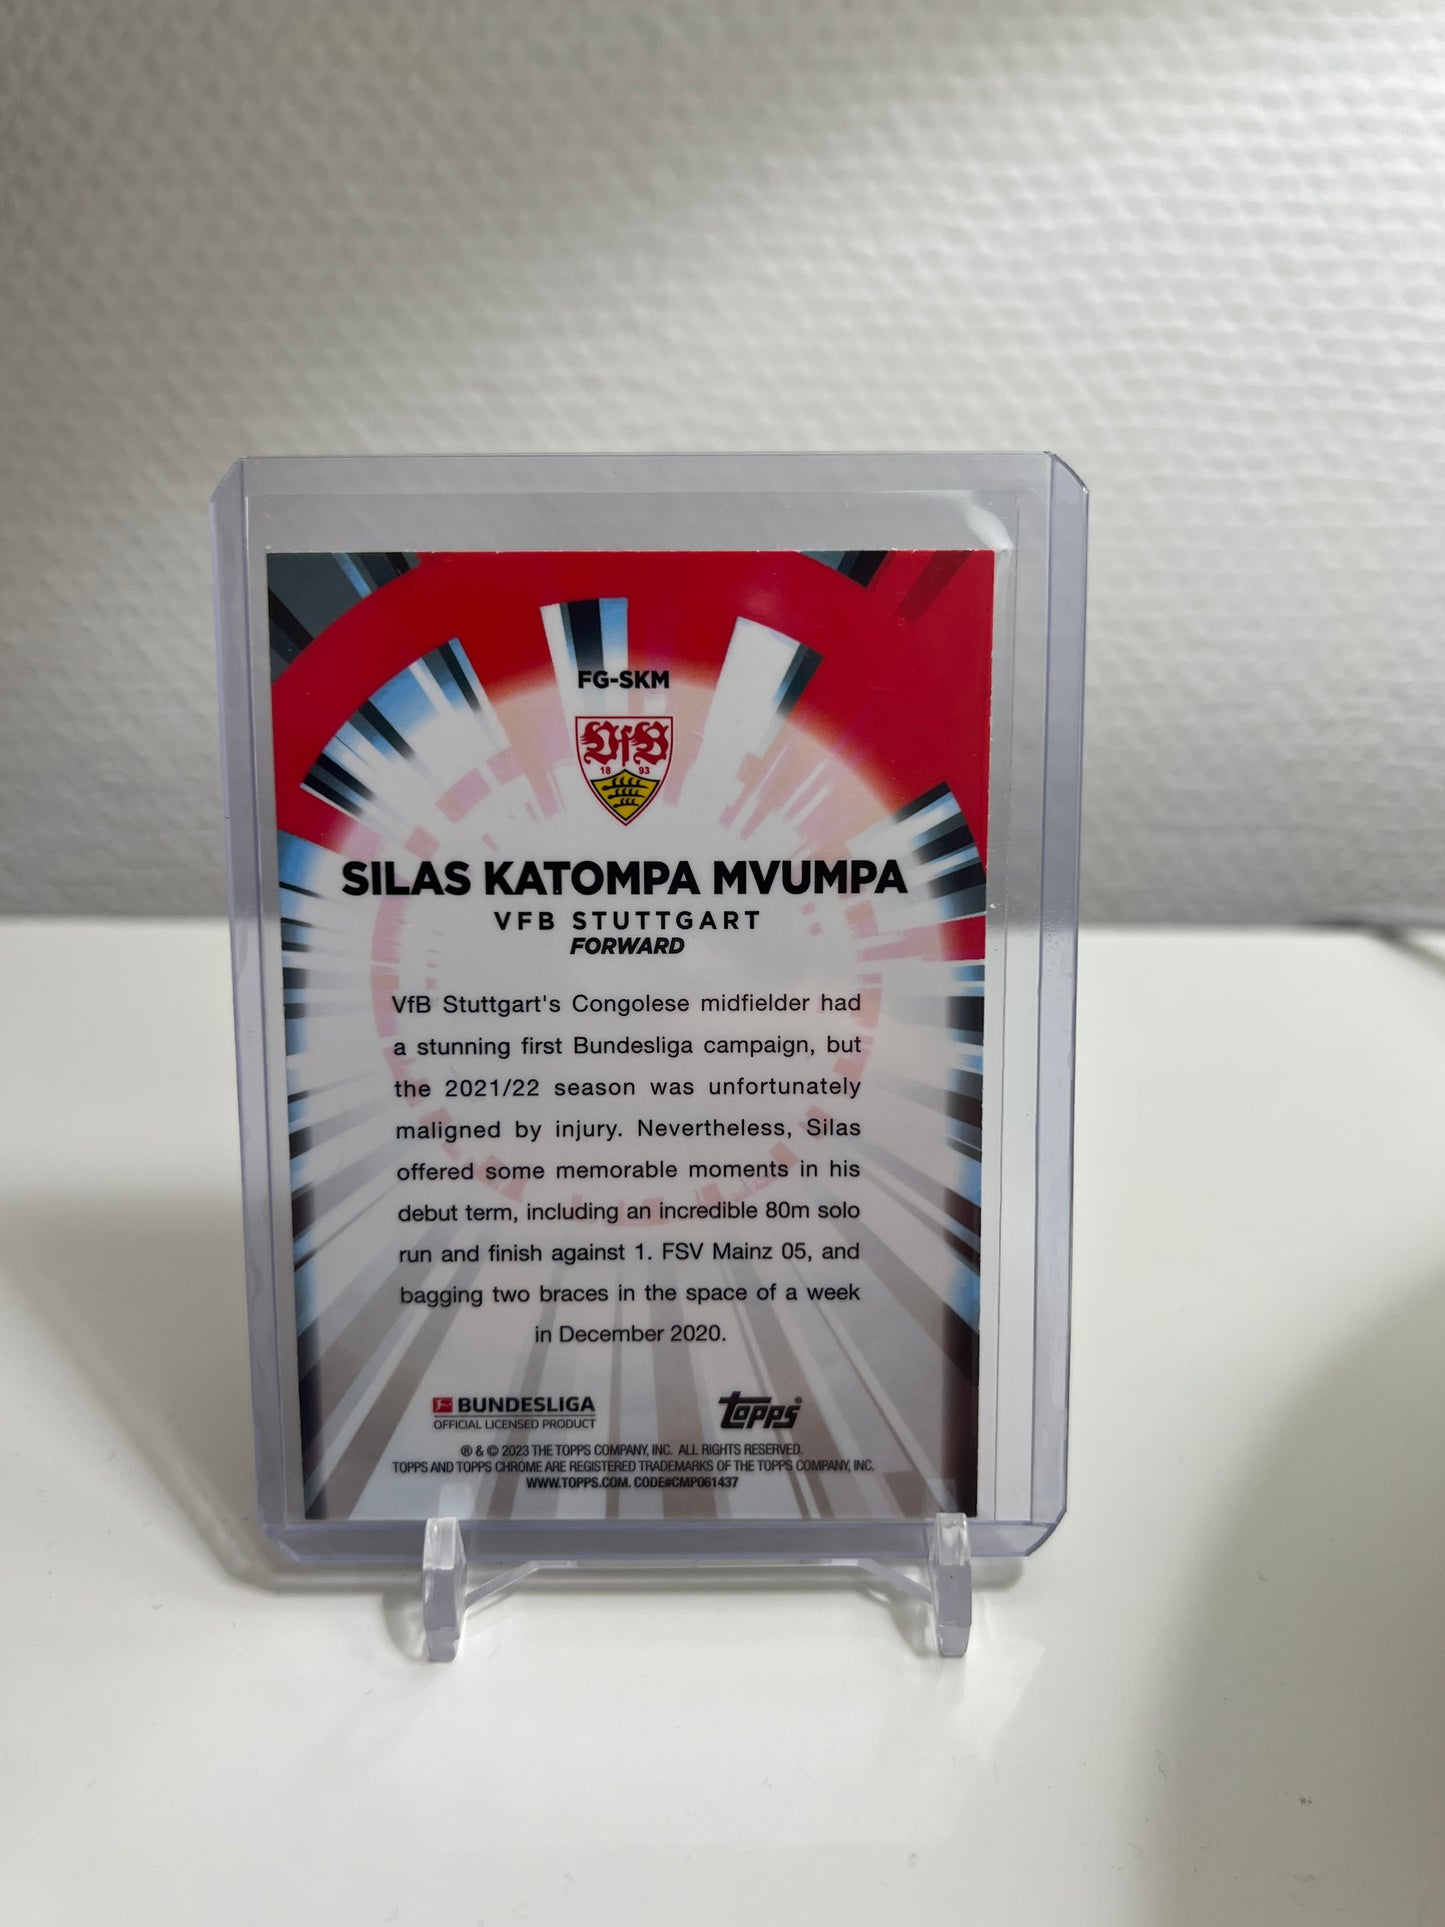 FG-SKM
VfB
18 93
SILAS KATOMPA MVUMPA
VFB STUTTGART
FORWARD
VfB Stuttgart's Congolese midfielder had
a stunning first Bundesliga campaign, but
the 2021/22 season was unfortunately
maligned by injury. Nevertheless, Silas
offered some memorable moments in his
debut term, including an incredible 80m solo
run and finish against 1. FSV Mainz 05, and
bagging two braces in the space of a week
in December 2020.
BUNDESLIGA
OFFICIAL LICENSED PRODUCT
topps®
® & © 2023 THE TOPPS COMPANY, INC. ALL RIGHTS RESERVED.
TOPPS AND TOPPS CHROME ARE REGISTERED TRADEMARKS OF THE TOPPS COMPANY, INC.
WWW.TOPPS.COM. CODE#CMP061437